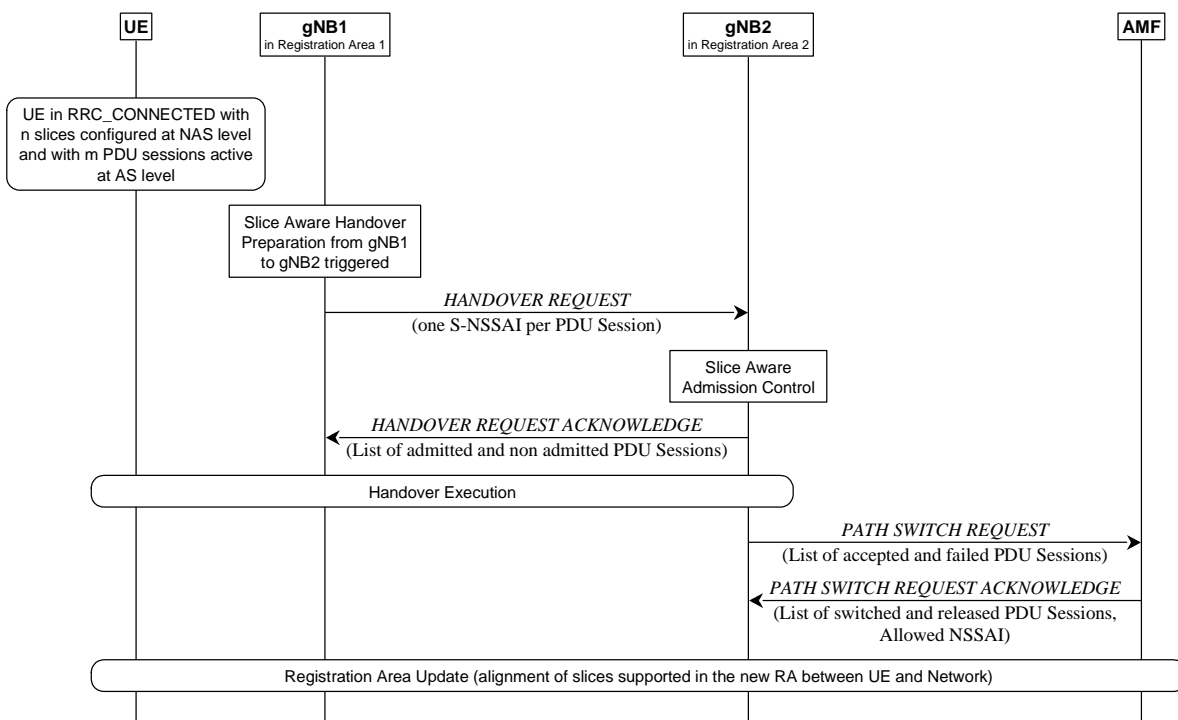 UE
gNB1
in Registration Area 1
gNB2
in Registration Area 2
AMF
UE in RRC_CONNECTED with
n slices configured at NAS level
and with m PDU sessions active
at AS level
Slice Aware Handover
Preparation from gNB1
to gNB2 triggered
HANDOVER REQUEST
(one S-NSSAI per PDU Session)
Slice Aware
Admission Control
HANDOVER REQUEST ACKNOWLEDGE
(List of admitted and non admitted PDU Sessions)
Handover Execution
PATH SWITCH REQUEST
(List of accepted and failed PDU Sessions)
PATH SWITCH REQUEST ACKNOWLEDGE
(List of switched and released PDU Sessions,
Allowed NSSAI)
Registration Area Update (alignment of slices supported in the new RA between UE and Network)